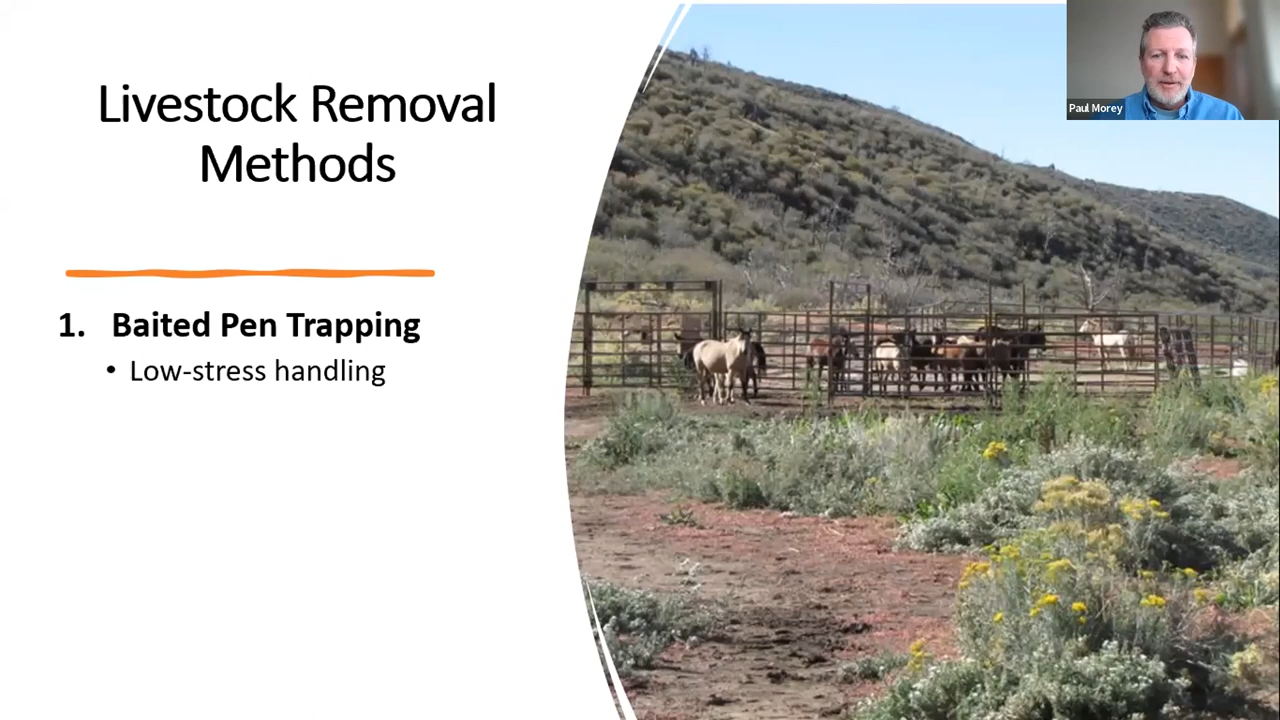 Livestock Removal
Methods
1. Baited Pen Trapping
• Low-stress handling
Paul Morey